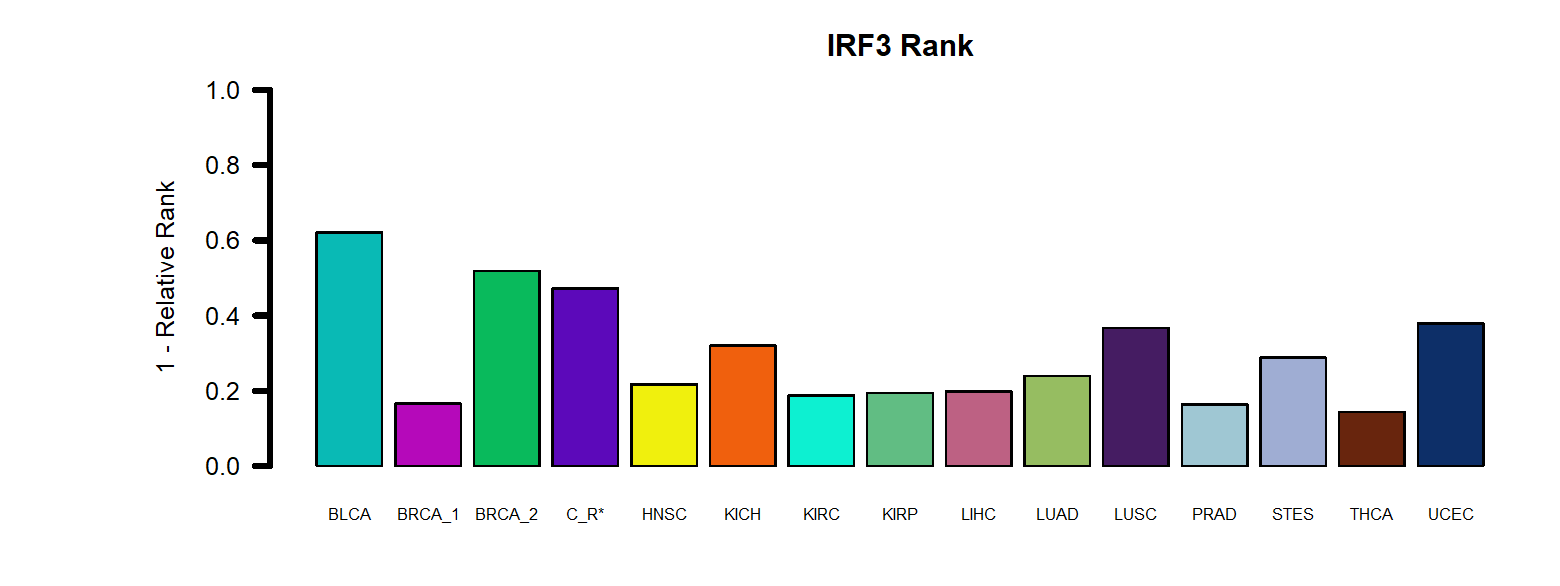 IRF3 Rank
1 - Relative Rank
1.0
0.8
0.6
0.4
0.2
0.0
BLCA BRCA_1 BRCA_2 C_R* HNSC KICH KIRC KIRP LIHC LUAD LUSC PRAD STES THCA UCEC